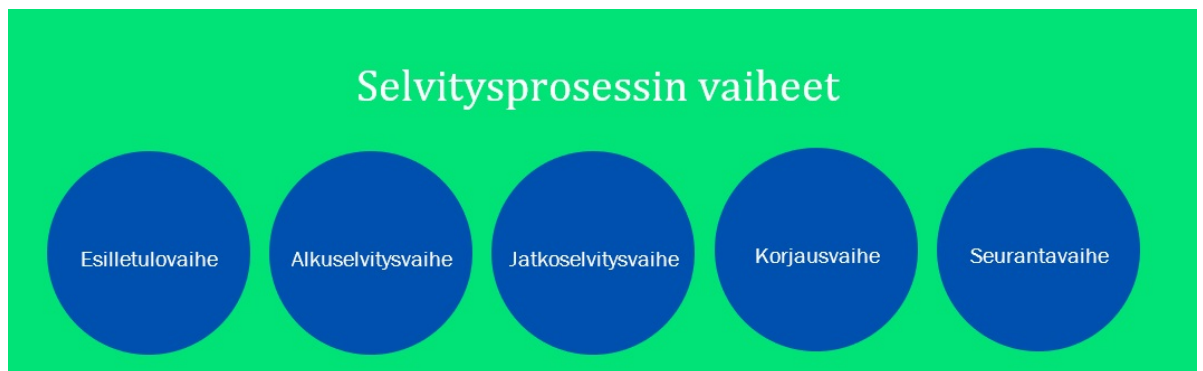 Selvitysprosessin vaiheet
Esilletulovaihe
Alkuselvitysvaihe
Jatkoselvitysvaihe
Korjausvaihe
Seurantavaihe